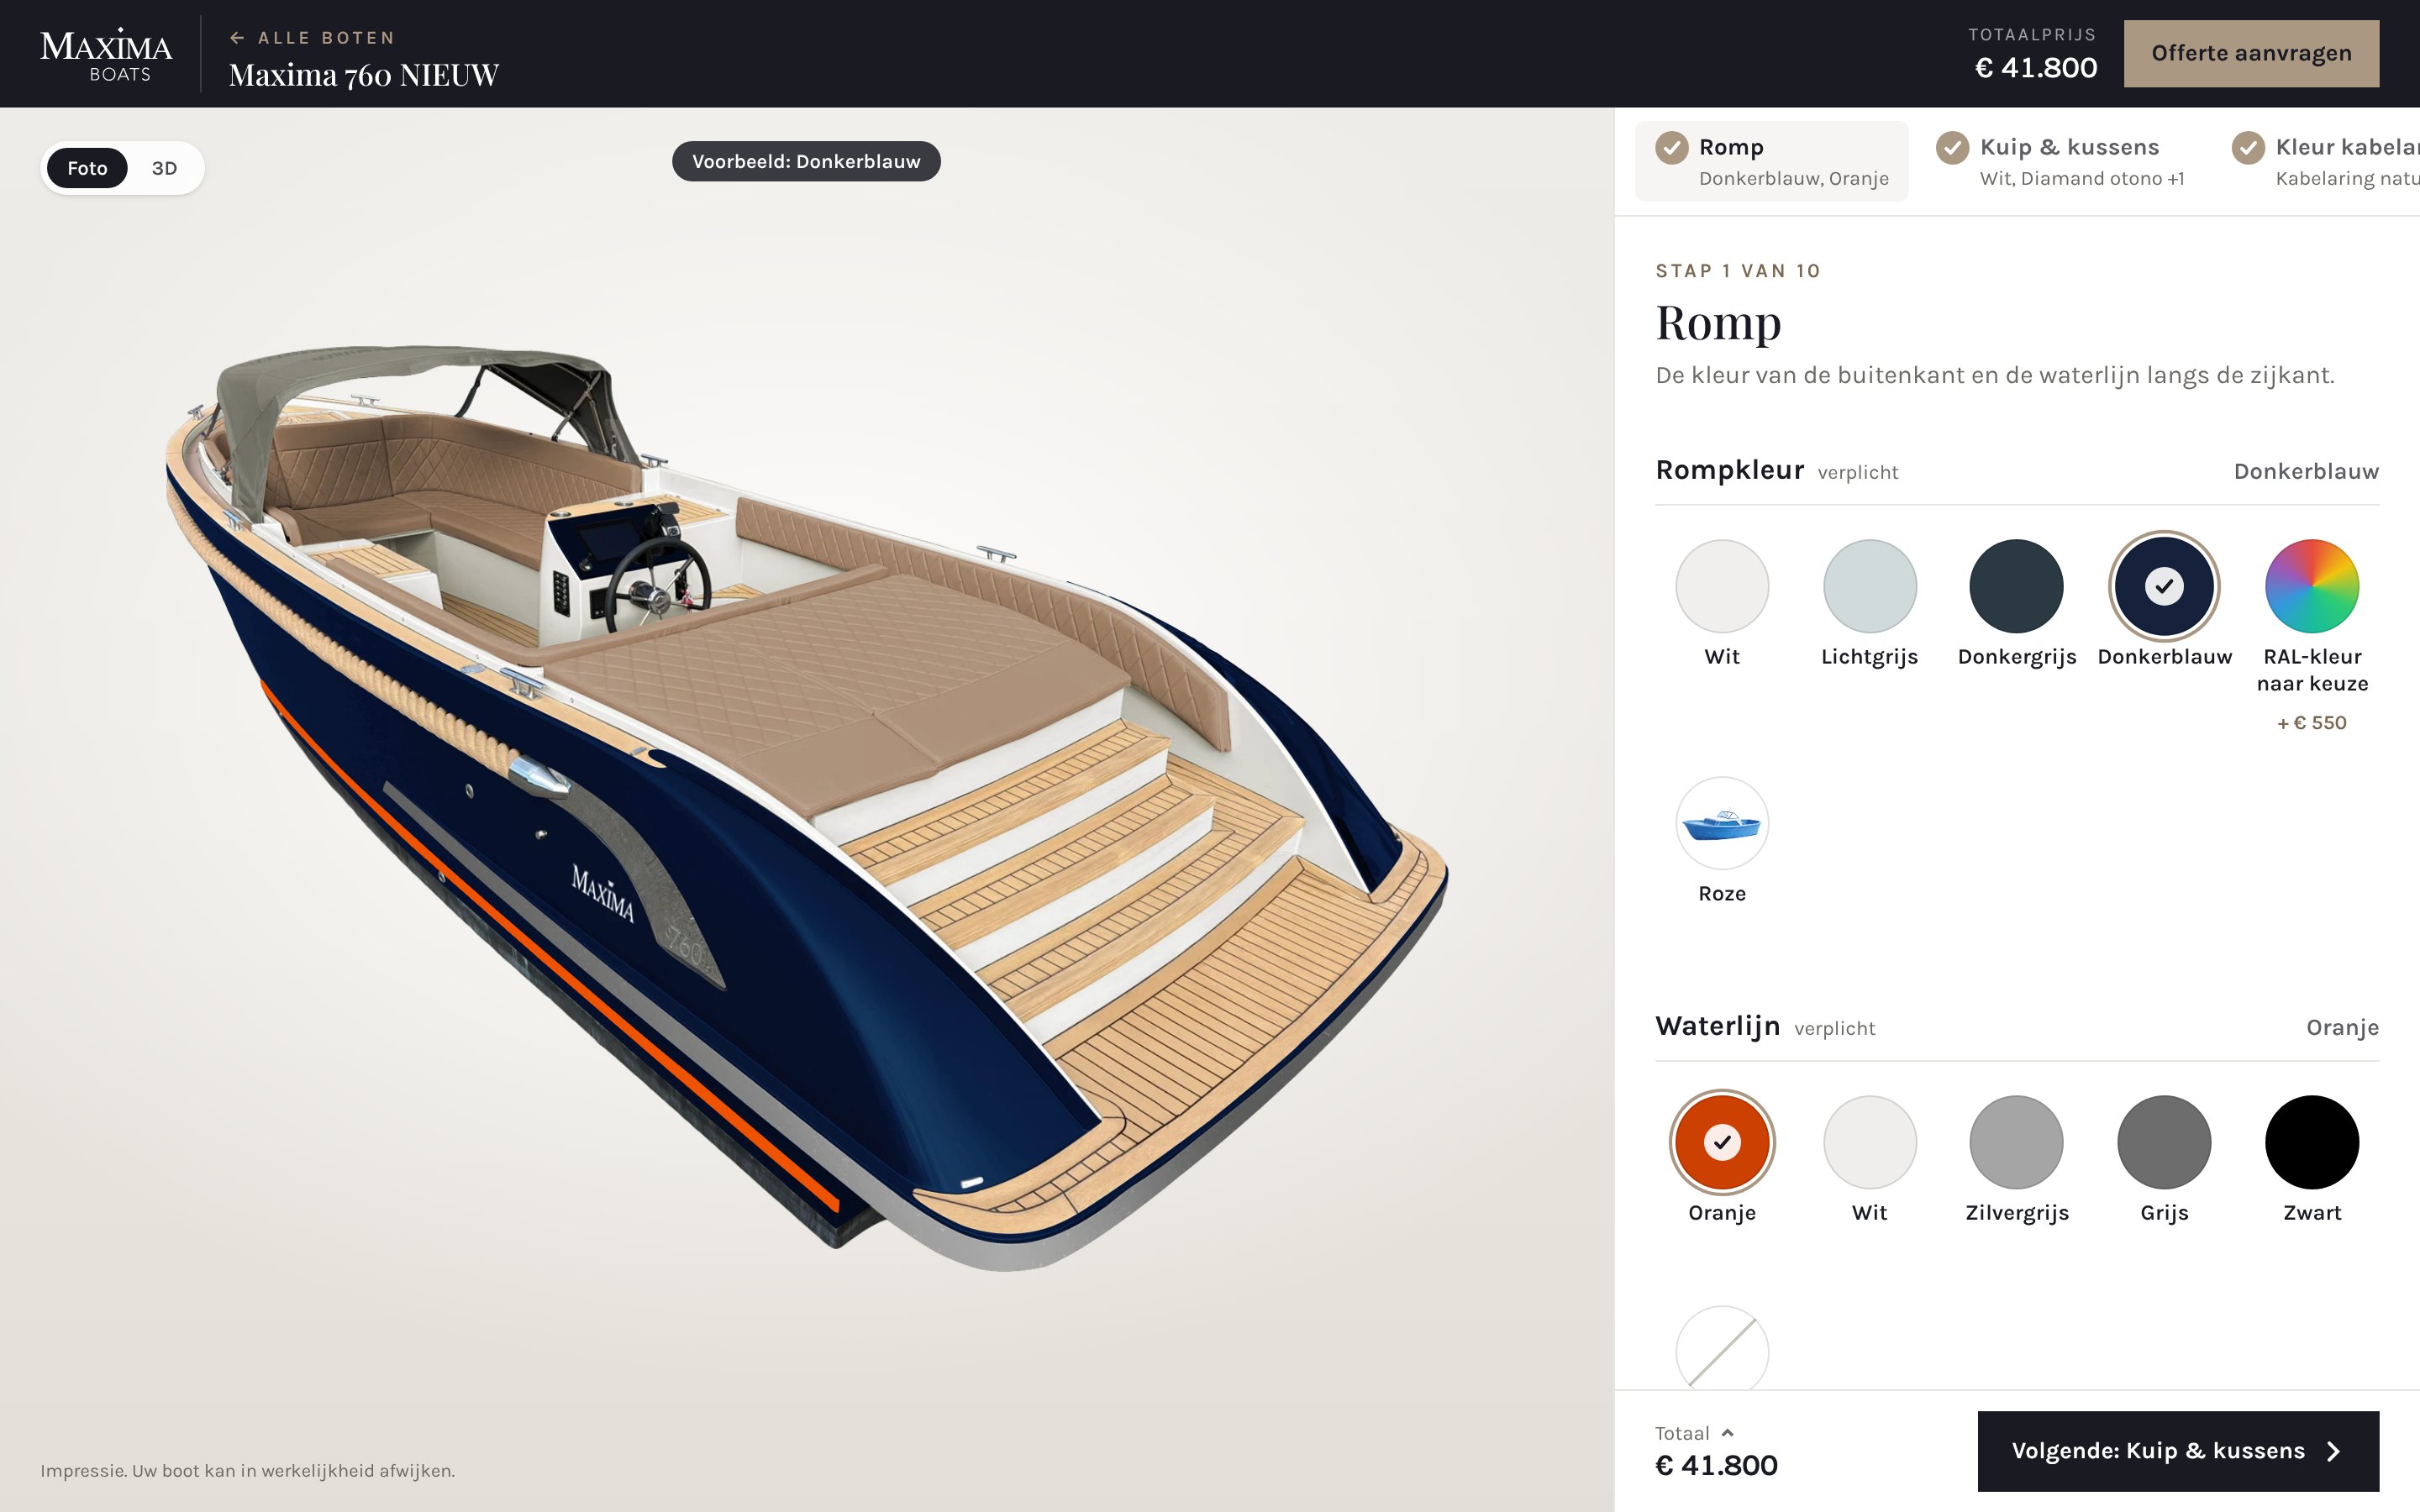 MAXIMA
BOATS
← ALLE BOTEN
Maxima 760 NIEUW
TOTAALPRIJS
€ 41.800
Offerte aanvragen
Foto
3D
Voorbeeld: Donkerblauw
Romp
Donkerblauw, Oranje
Kuip & kussens
Wit, Diamand otono +1
Kleur kabelar
Kabelaring natu
STAP 1 VAN 10
Romp
De kleur van de buitenkant en de waterlijn langs de zijkant.
Rompkleur verplicht
Donkerblauw
Wit
Lichtgrijs
Donkergrijs
Donkerblauw
RAL-kleur
naar keuze
+ € 550
Roze
MAXIMA
760
Waterlijn verplicht
Oranje
Oranje
Wit
Zilvergrijs
Grijs
Zwart
Impressie. Uw boot kan in werkelijkheid afwijken.
Totaal
€ 41.800
Volgende: Kuip & kussens